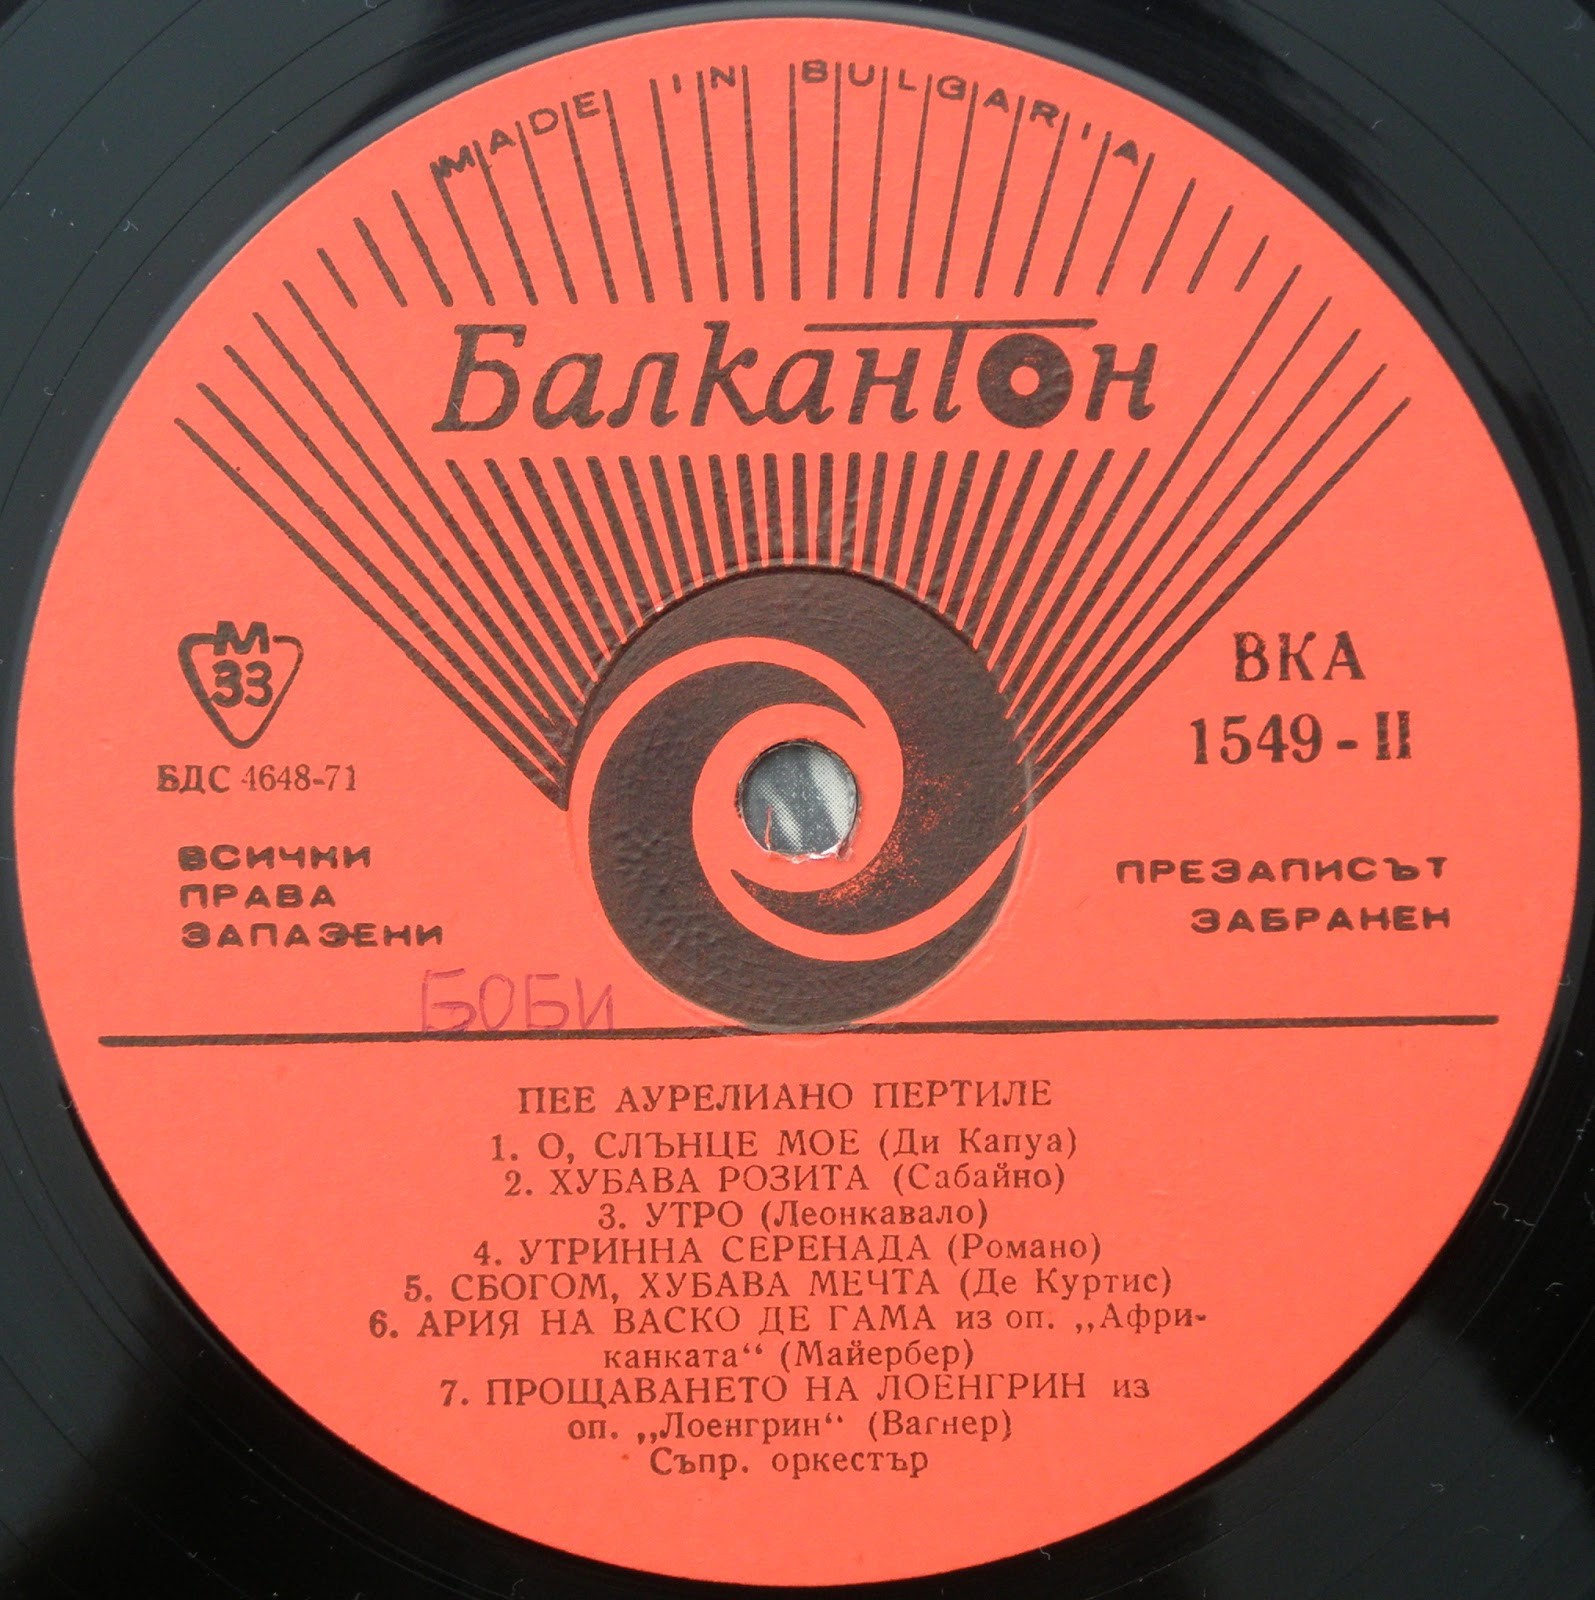 MADE IN BULGARIA
Балкантон
М
33
БДС 4648-71
ВСИЧКИ
ПРАВА
ЗАПАЗЕНИ
ВКА
1549 - II
ПРЕЗАПИСЪТ
ЗАБРАНЕН
БОБИ
ПЕЕ АУРЕЛИАНО ПЕРТИЛЕ
1. О, СЛЪНЦЕ МОЕ (Ди Капуа)
2. ХУБАВА РОЗИТА (Сабайно)
3. УТРО (Леонкавало)
4. УТРИННА СЕРЕНАДА (Романо)
5. СБОГОМ, ХУБАВА МЕЧТА (Де Куртис)
6. АРИЯ НА ВАСКО ДЕ ГАМА из оп. „Афри-
канката“ (Майербер)
7. ПРОЩАВАНЕТО НА ЛОЕНГРИН из
оп. „Лоенгрин“ (Вагнер)
Съпр. оркестър